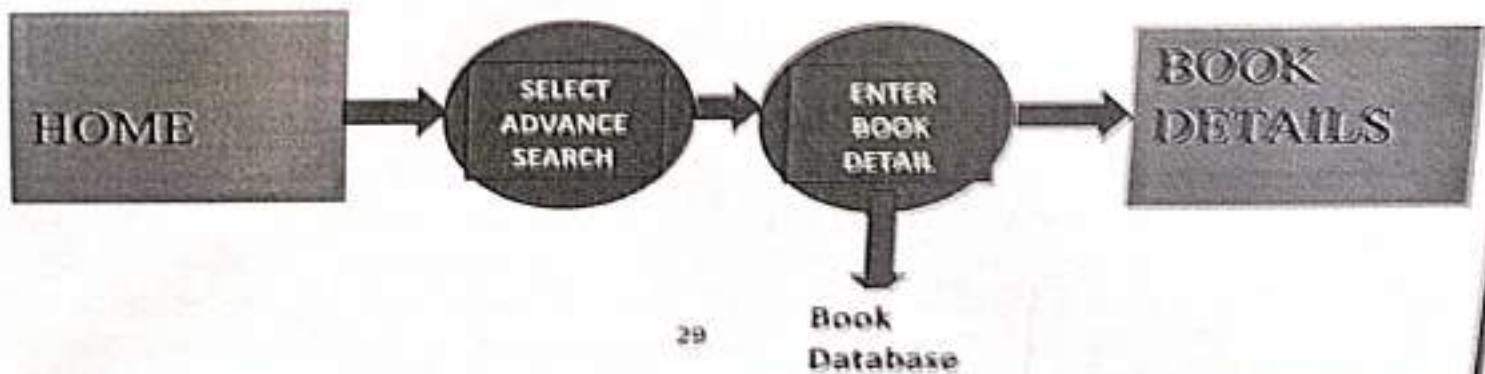 HOME
SELECT
ADVANCE
SEARCH
ENTER
BOOK
DETAIL
BOOK
DETAILS
Book
Database
29